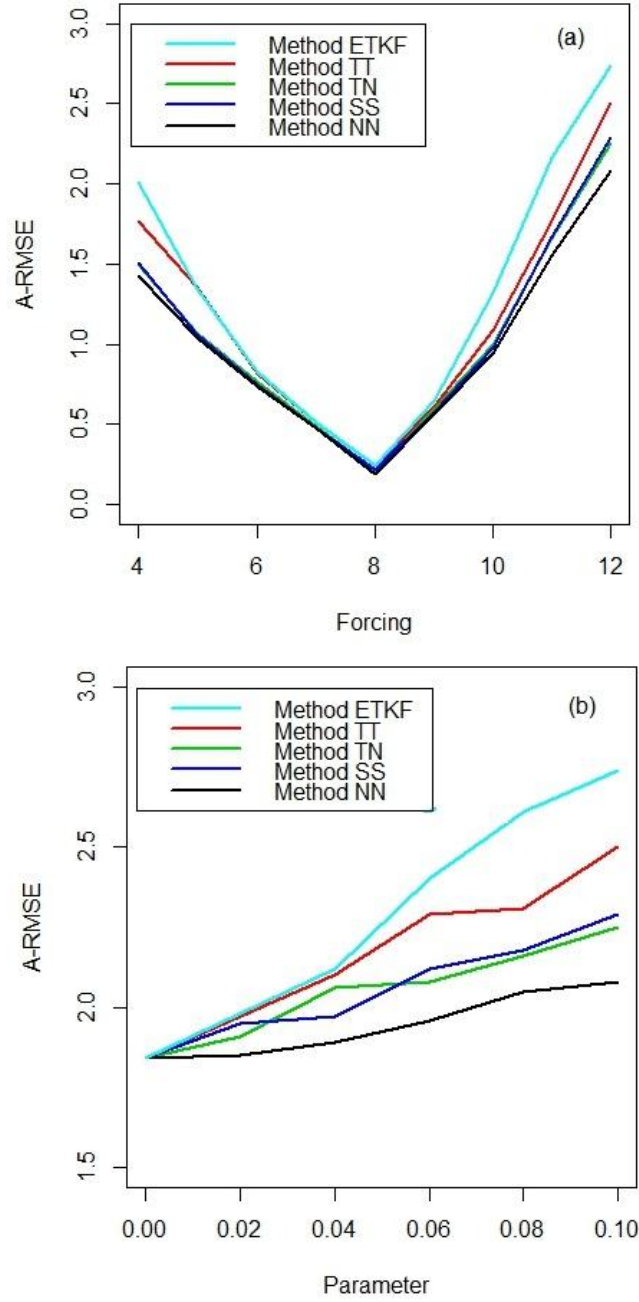 (a)
Method ETKF
Method TT
Method TN
Method SS
Method NN
A-RMSE
3.0
2.5
2.0
1.5
1.0
0.5
0.0
4 6 8 10 12
Forcing
(b)
Method ETKF
Method TT
Method TN
Method SS
Method NN
A-RMSE
3.0
2.5
2.0
1.5
0.00 0.02 0.04 0.06 0.08 0.10
Parameter